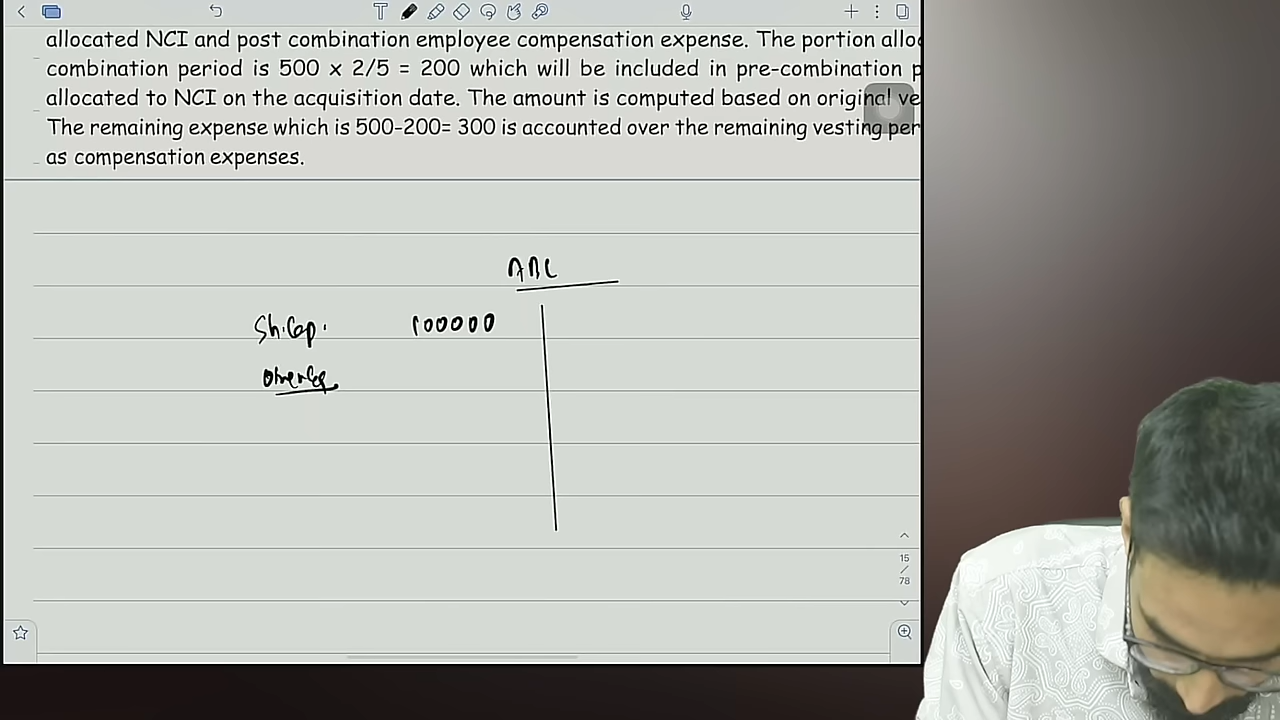 allocated NCI and post combination employee compensation expense. The portion allo
combination period is 500 x 2/5 = 200 which will be included in pre-combination p
allocated to NCI on the acquisition date. The amount is computed based on original ve
The remaining expense which is 500-200= 300 is accounted over the remaining vesting per
as compensation expenses.
ABC
Sh.Cap. 100000
15
/
78